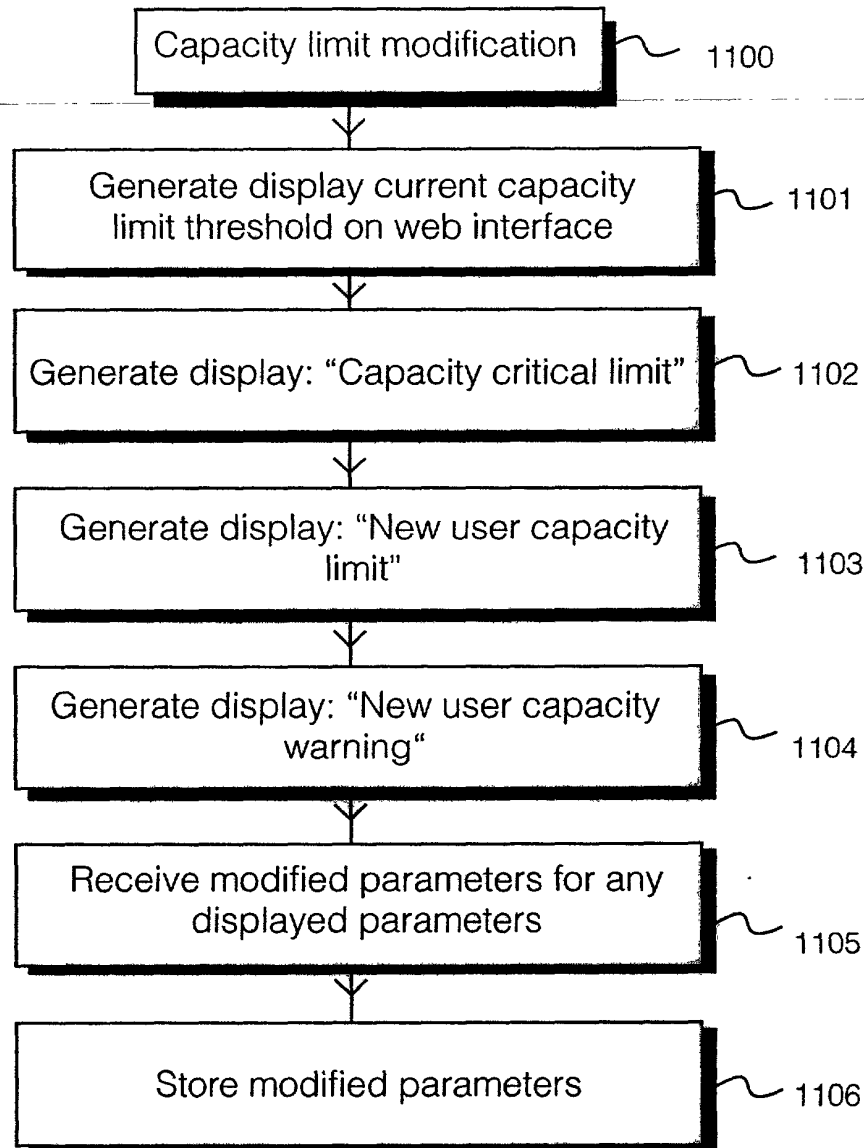 Capacity limit modification
1100
Generate display current capacity
limit threshold on web interface
1101
Generate display: “Capacity critical limit”
1102
Generate display: “New user capacity
limit”
1103
Generate display: “New user capacity
warning“
1104
Receive modified parameters for any
displayed parameters
1105
Store modified parameters
1106